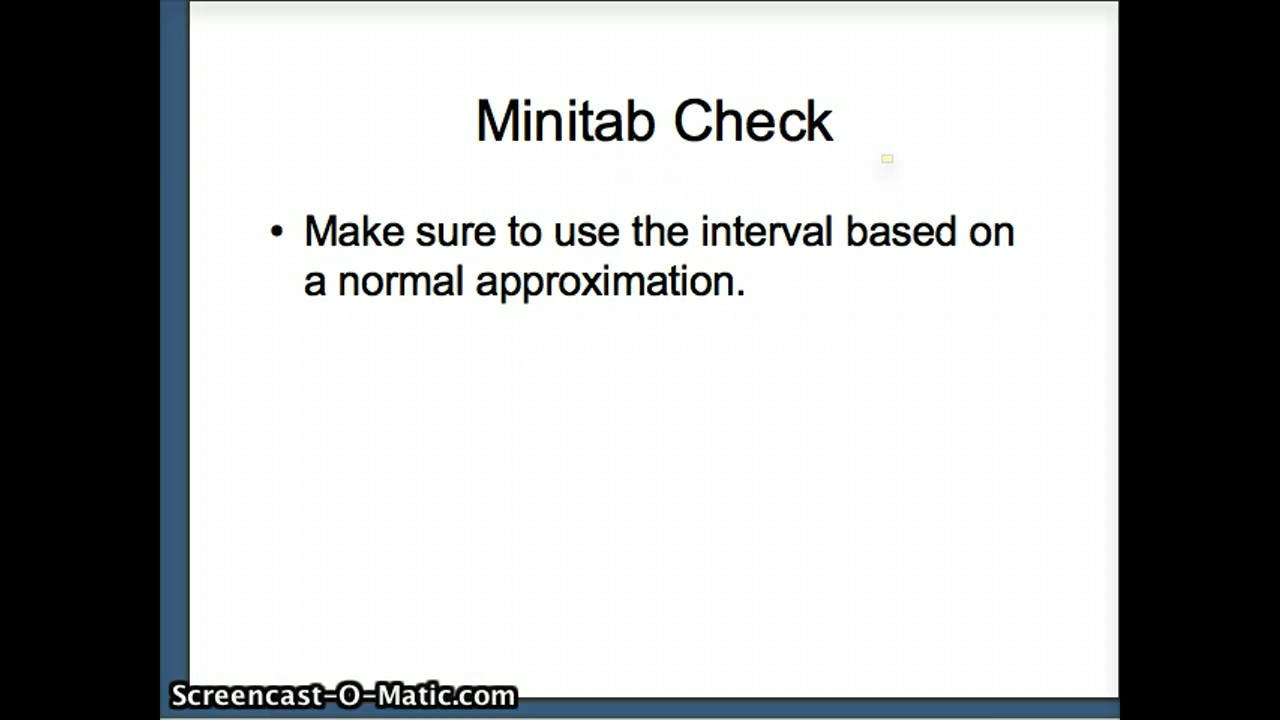 Minitab Check
• Make sure to use the interval based on
a normal approximation.
Screencast-O-Matic.com